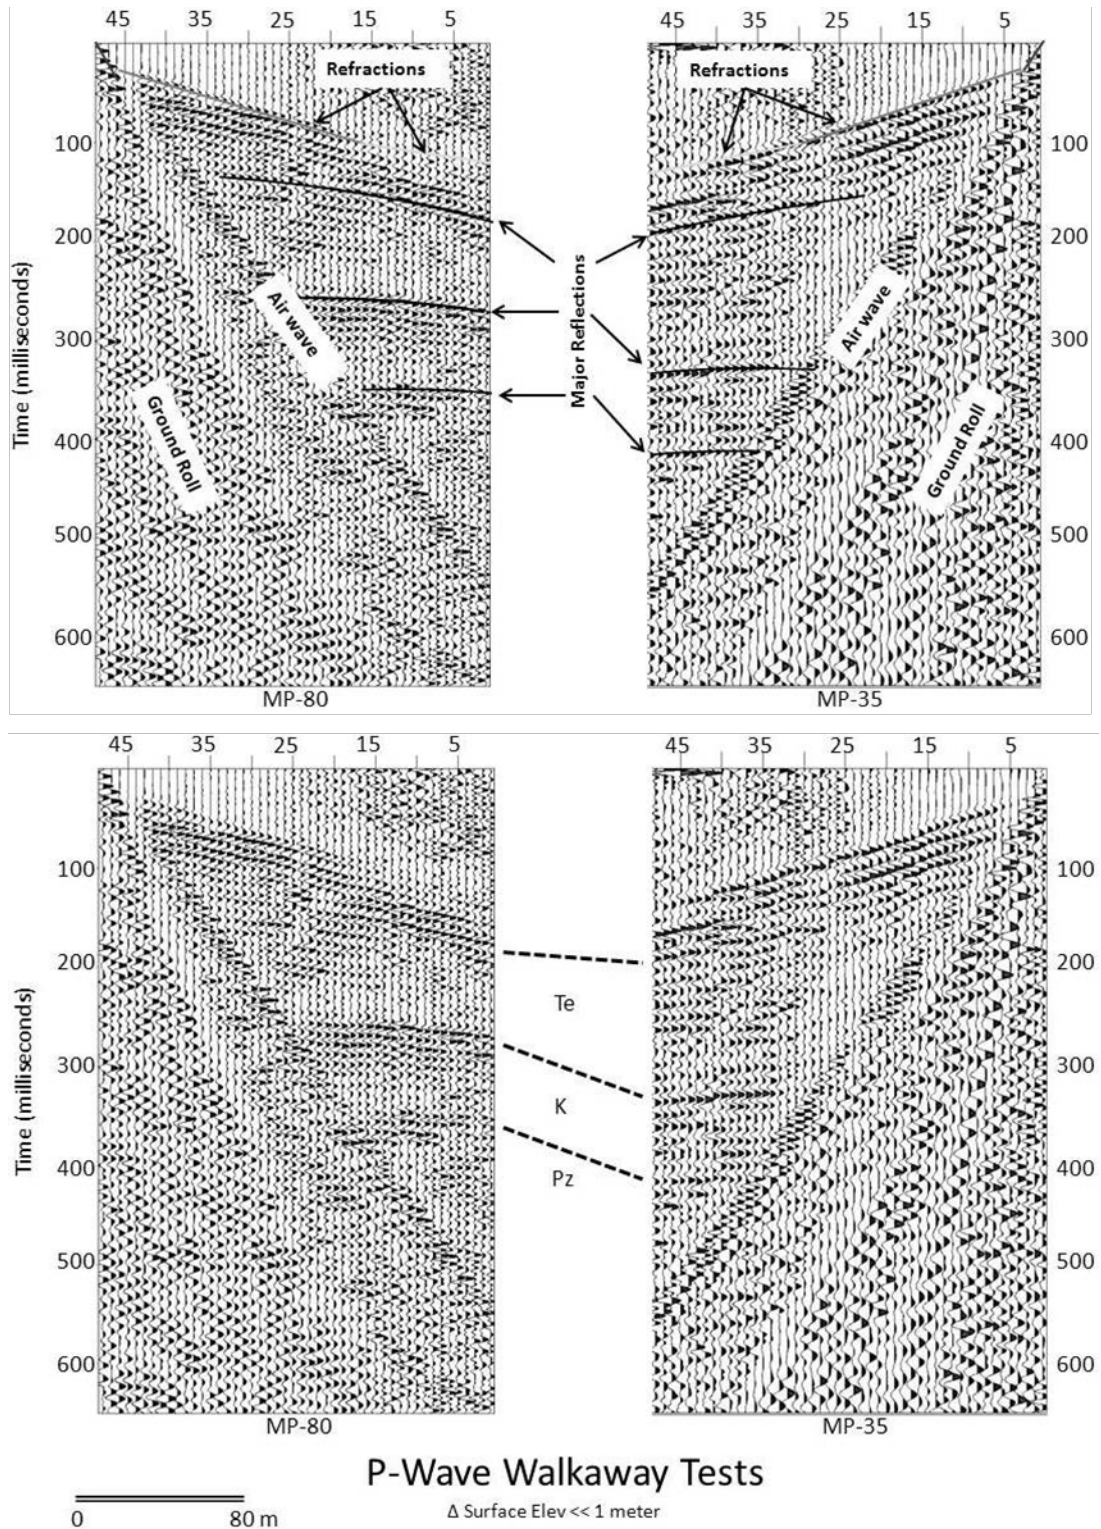 45 35 25 15 5
45 35 25 15 5
Refractions
Refractions
100
200
300
400
500
600
Time (milliseconds)
Air wave
Ground Roll
Major Reflections
Air wave
Ground Roll
100
200
300
400
500
600
MP-80
MP-35
45 35 25 15 5
45 35 25 15 5
100
200
300
400
500
600
Time (milliseconds)
Te
K
Pz
100
200
300
400
500
600
MP-80
MP-35
P-Wave Walkaway Tests
Δ Surface Elev << 1 meter
0 80 m